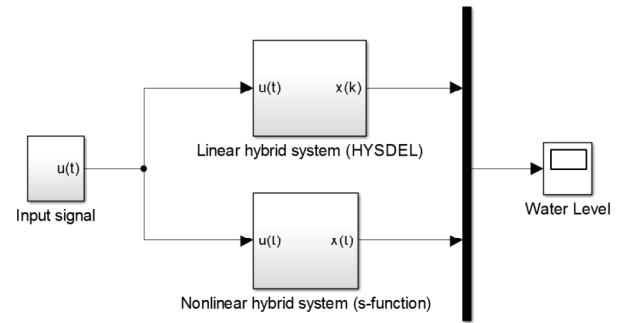 u(t) x(k)
Linear hybrid system (HYSDEL)
u(t)
Input signal
Water Level
u(t) x(t)
Nonlinear hybrid system (s-function)